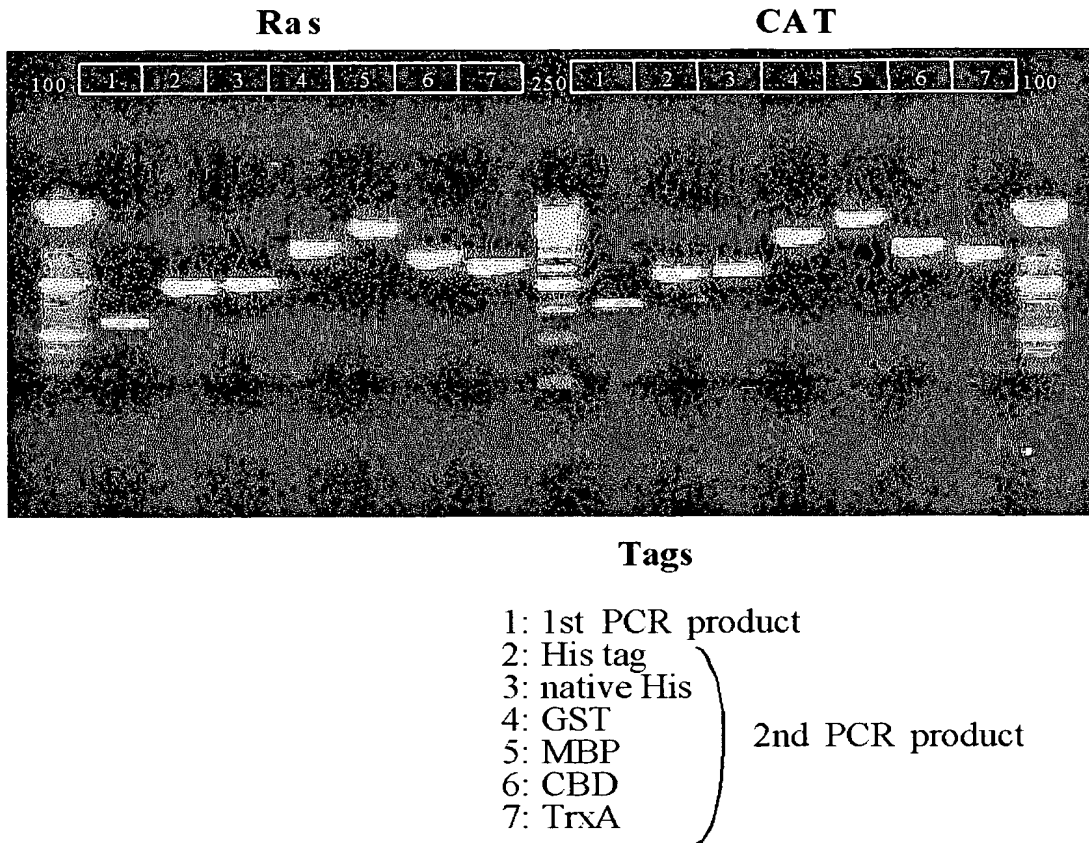 Ras CAT
100 1 2 3 4 5 6 7 250 1 2 3 4 5 6 7 100
Tags
1: 1st PCR product
2: His tag
3: native His
4: GST
5: MBP
6: CBD
7: TrxA
2nd PCR product